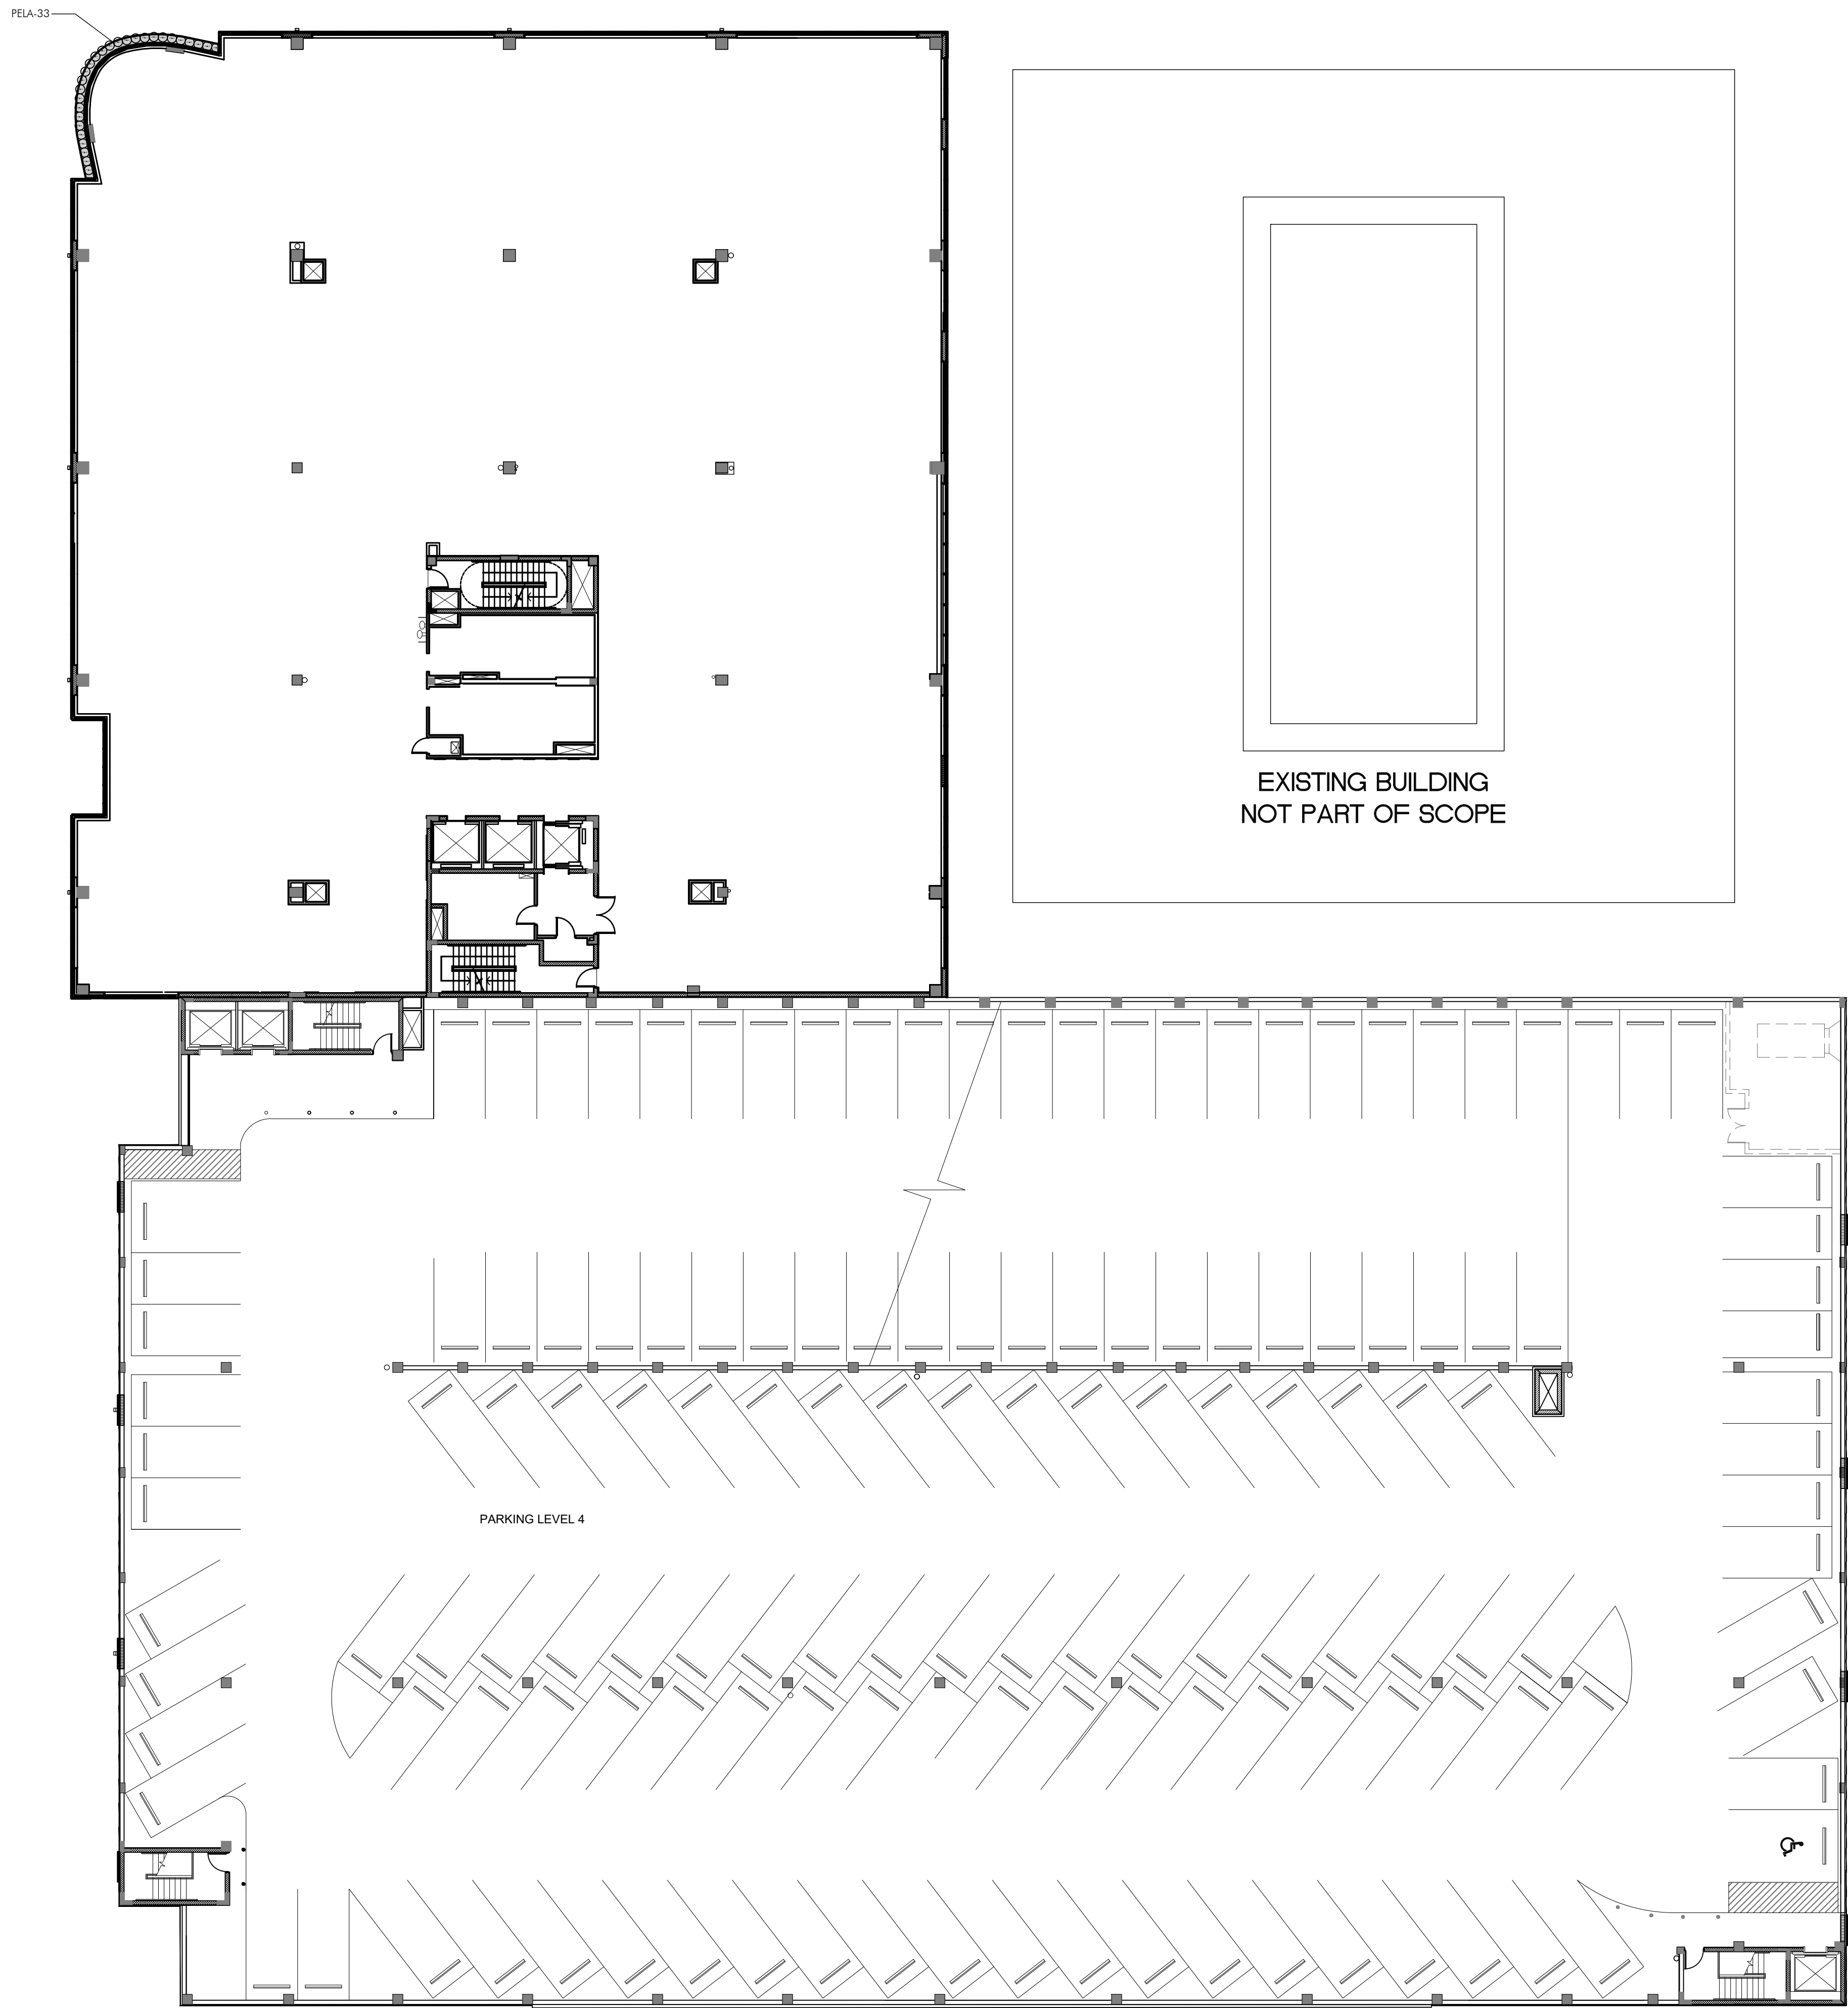 PELA-33
EXISTING BUILDING
NOT PART OF SCOPE
PARKING LEVEL 4